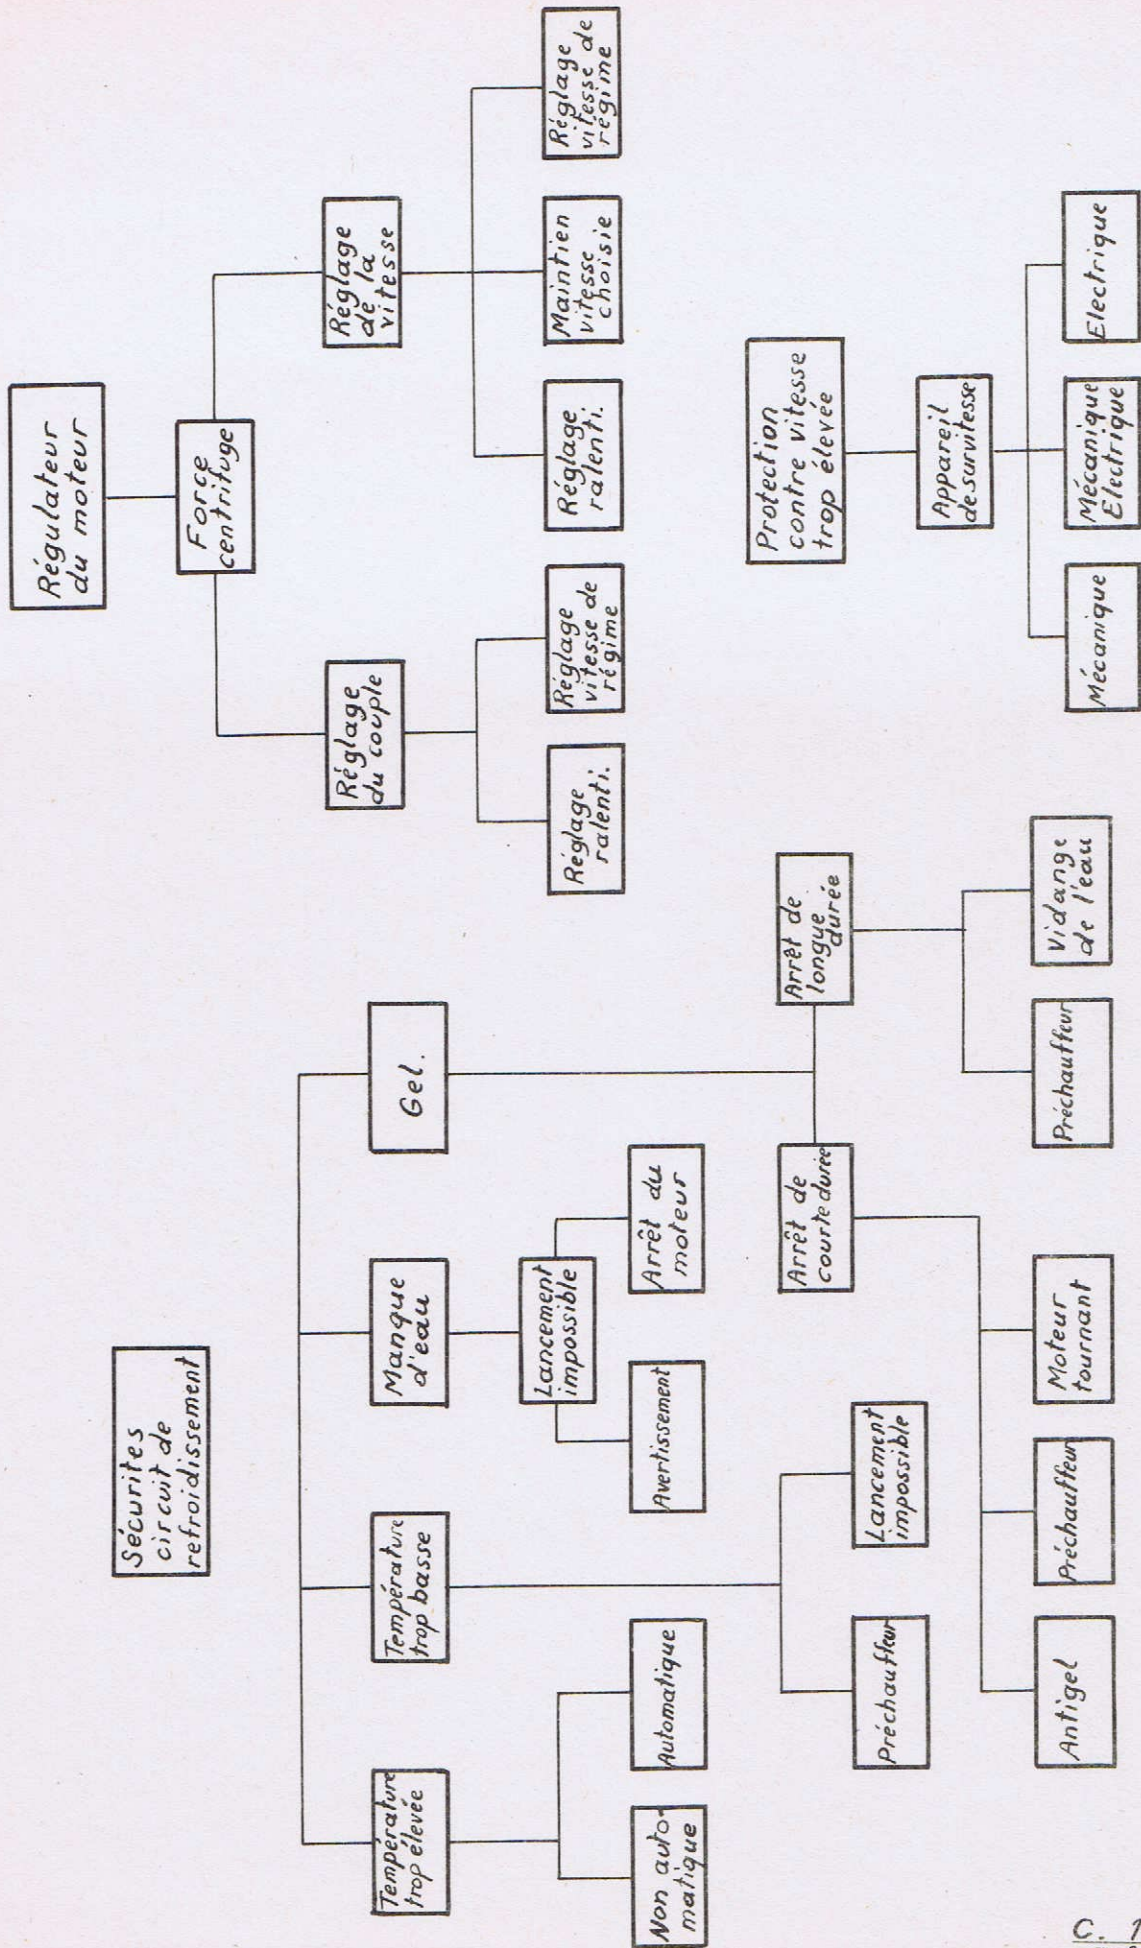 Sécurites
circuit de
refroidissement
Température
trop élevée
Non auto-
matique
Automatique
Température
trop basse
Préchauffeur
Lancement
impossible
Manque
d'eau
Lancement
impossible
Avertissement
Arrêt du
moteur
Gel.
Arrêt de
courte durée
Antigel
Préchauffeur
Moteur
tournant
Arrêt de
longue
durée
Préchauffeur
Vidange
de l'eau
Régulateur
du moteur
Force
centrifuge
Réglage
du couple
Réglage
ralenti.
Réglage
vitesse de
régime
Réglage
de la
vitesse
Réglage
ralenti.
Maintien
vitesse
choisie
Réglage
vitesse de
régime
Protection
contre vitesse
trop élevée
Appareil
de survitesse
Mécanique
Mécanique
Electrique
Electrique
C. 1